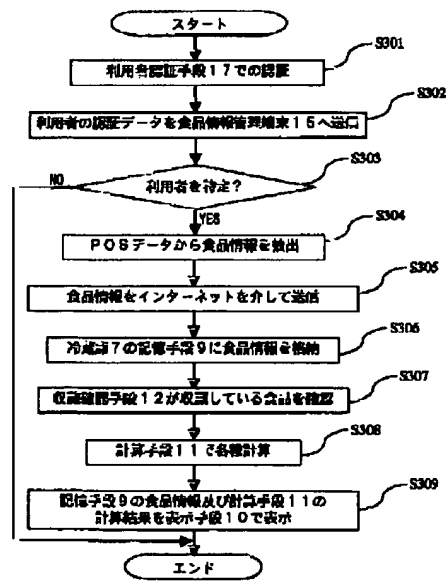 スタート
S301
利用者認証手段17での認証
S302
利用者の認証データを食品情報管理端末15へ送信
S303
NO
利用者を特定?
YES
S304
POSデータから食品情報を抽出
S305
食品情報をインターネットを介して送信
S306
冷蔵庫7の記憶手段9に食品情報を格納
S307
収蔵確認手段12が収蔵している食品を確認
S308
計算手段11で各種計算
S309
記憶手段9の食品情報及び計算手段11の
計算結果を表示手段10で表示
エンド